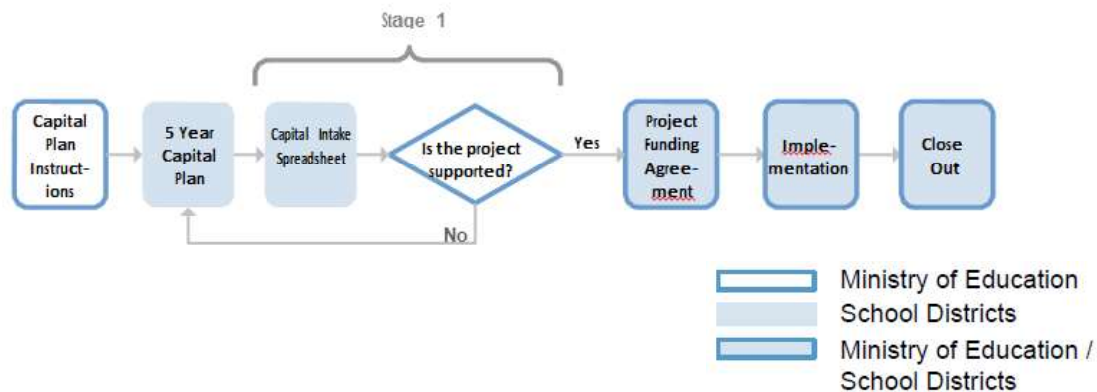 Stage 1
Capital
Plan
Instruct-
ions
5 Year
Capital
Plan
Capital Intake
Spreadsheet
Is the project
supported?
Yes
No
Project
Funding
Agree-
ment
Imple-
mentation
Close
Out
Ministry of Education
School Districts
Ministry of Education /
School Districts